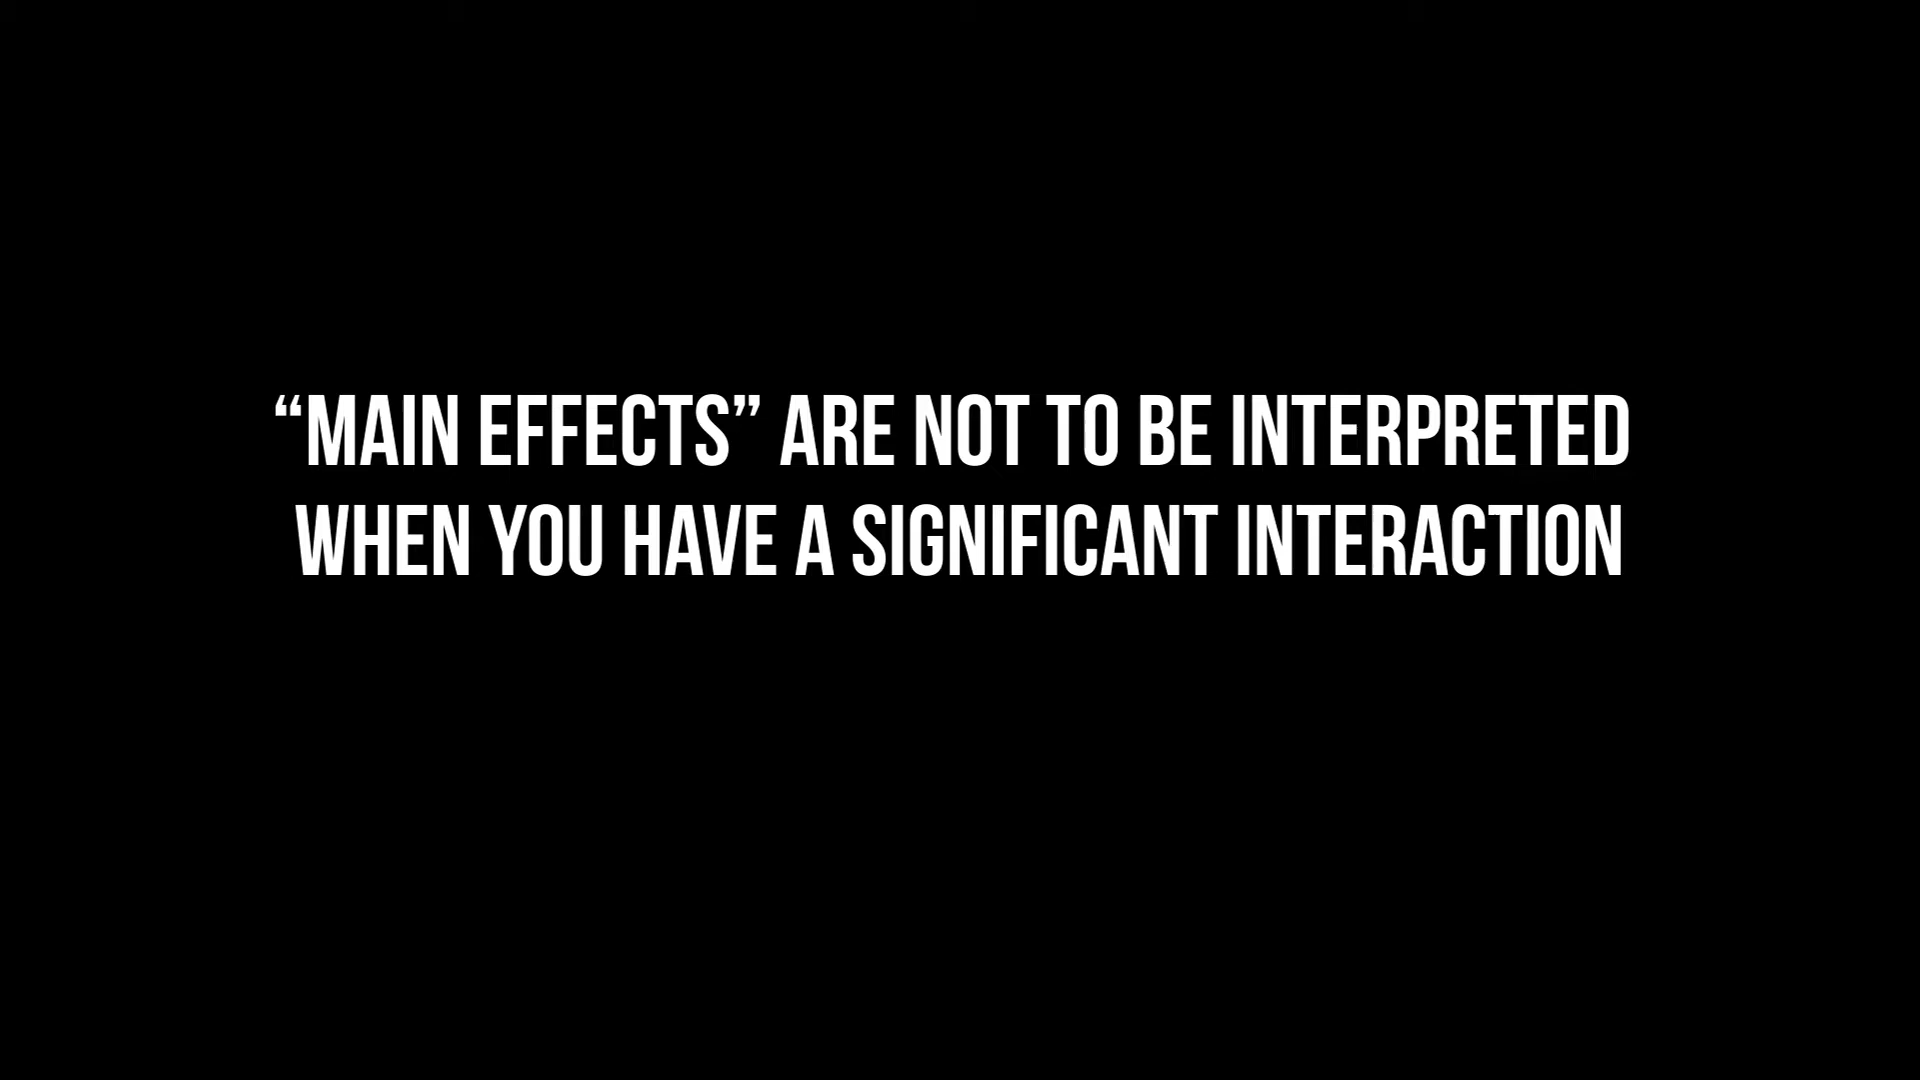 “MAIN EFFECTS” ARE NOT TO BE INTERPRETED
WHEN YOU HAVE A SIGNIFICANT INTERACTION